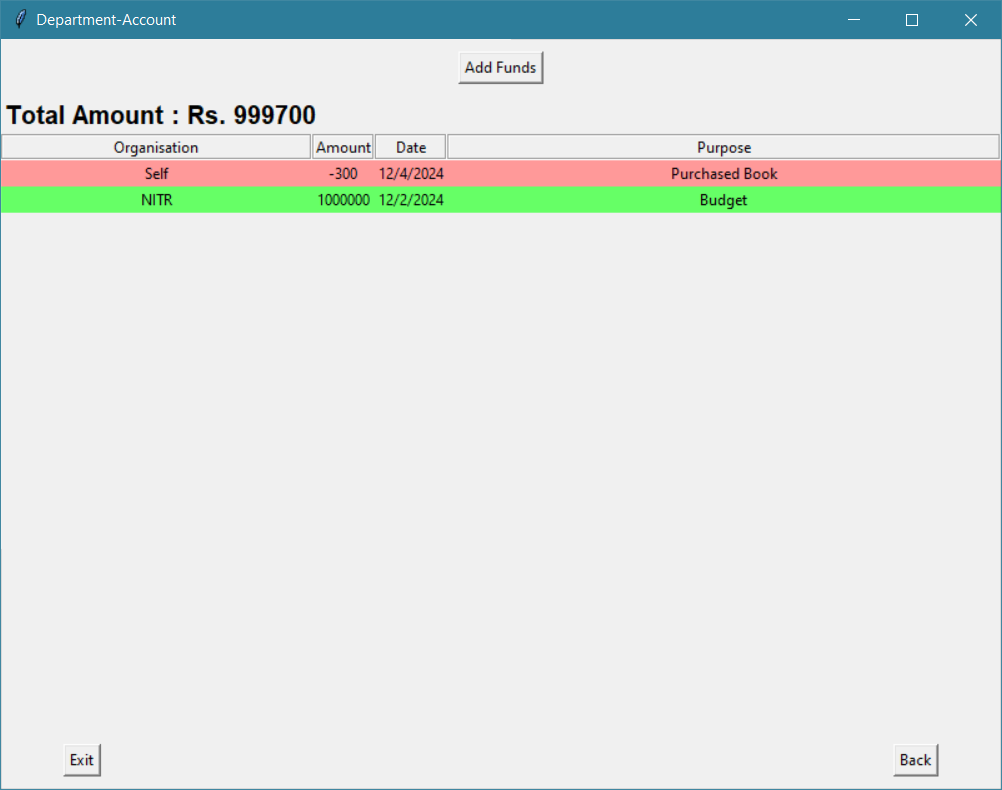 Department-Account
Add Funds
Total Amount : Rs. 999700
Organisation Amount Date Purpose
Self -300 12/4/2024 Purchased Book
NITR 1000000 12/2/2024 Budget
Exit Back